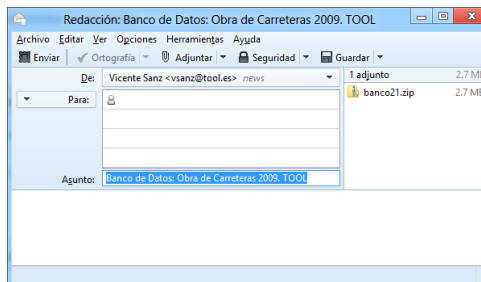 Redacción: Banco de Datos: Obra de Carreteras 2009. TOOL
Archivo Editar Ver Opciones Herramientas Ayuda
Enviar Ortografía Adjuntar Seguridad Guardar
De: Vicente Sanz <vsanz@tool.es> news
1 adjunto 2.7 ME
Para:
banco21.zip 2.7 ME
Asunto: Banco de Datos: Obra de Carreteras 2009. TOOL